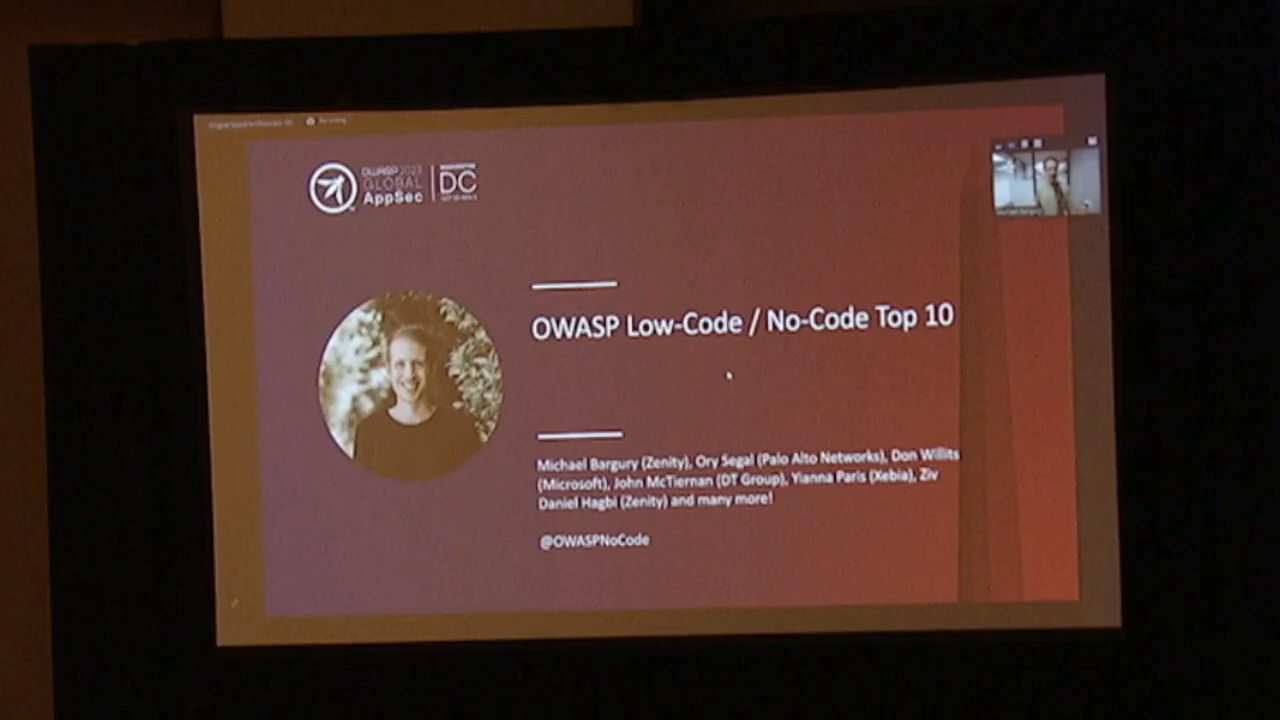 OWASP 2023
GLOBAL
AppSec
DC
OWASP Low-Code / No-Code Top 10
Michael Bargury (Zenity), Ory Segal (Palo Alto Networks), Don Willits
(Microsoft), John McTiernan (DT Group), Yianna Paris (Xebia), Ziv
Daniel Hagbi (Zenity) and many more!
@OWASPNoCode